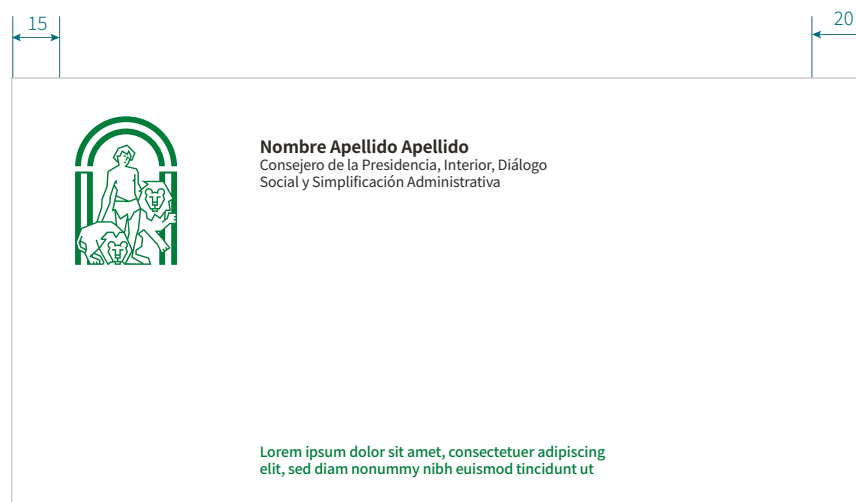 15
20
Nombre Apellido Apellido
Consejero de la Presidencia, Interior, Diálogo
Social y Simplificación Administrativa
Lorem ipsum dolor sit amet, consectetuer adipiscing
elit, sed diam nonummy nibh euismod tincidunt ut